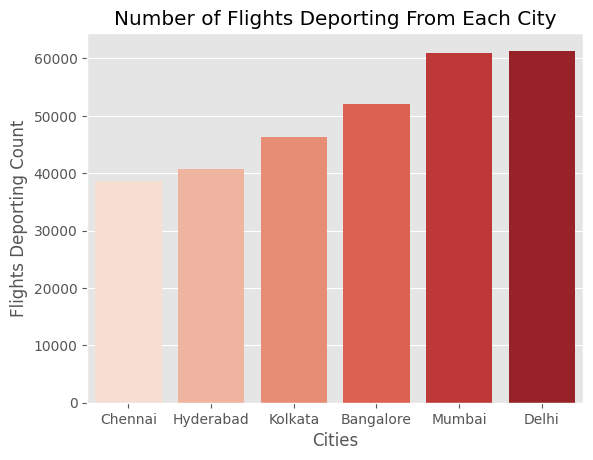 Number of Flights Deporting From Each City
Flights Deporting Count
60000
50000
40000
30000
20000
10000
0
Chennai Hyderabad Kolkata Bangalore Mumbai Delhi
Cities